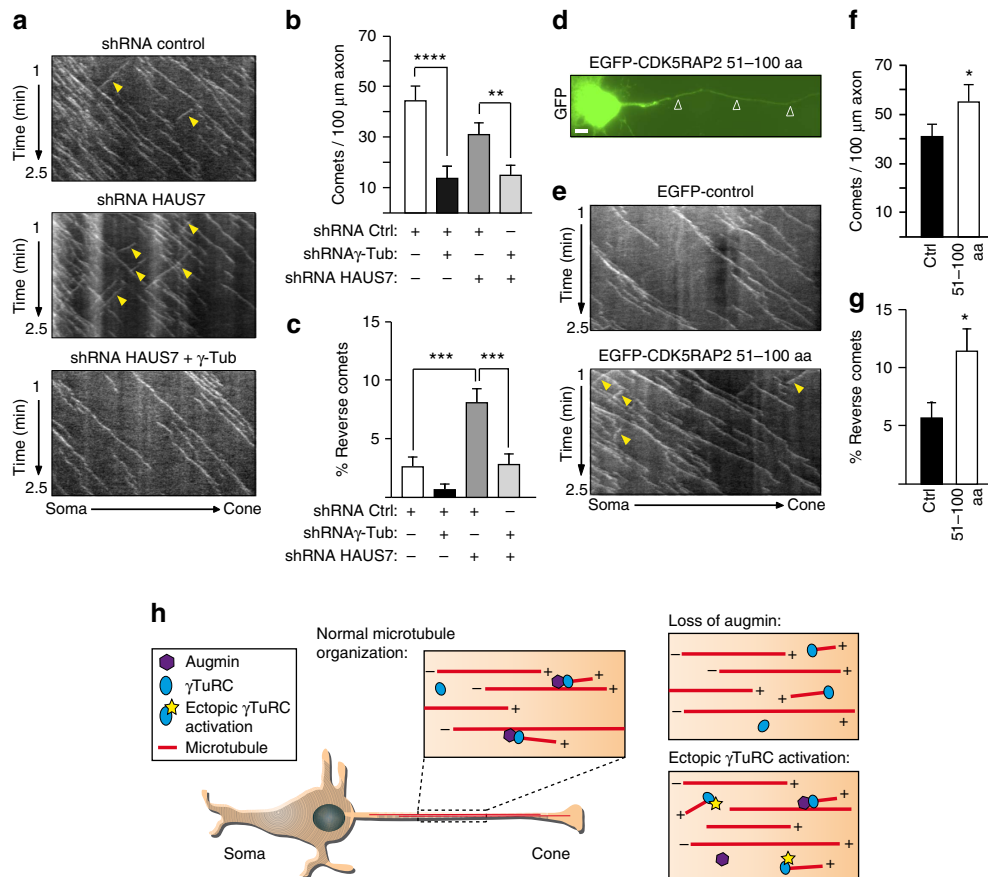 a
shRNA control
1
Time (min)
2.5
shRNA HAUS7
1
Time (min)
2.5
shRNA HAUS7 + γ-Tub
1
Time (min)
2.5
Soma
Cone
b
70
50
30
10
Comets / 100 μm axon
****
**
shRNA Ctrl: + + + –
shRNAγ-Tub: – + – +
shRNA HAUS7: – – + +
c
15
10
5
% Reverse comets
***
***
shRNA Ctrl: + + + –
shRNAγ-Tub: – + – +
shRNA HAUS7: – – + +
d
EGFP-CDK5RAP2 51–100 aa
GFP
e
EGFP-control
1
Time (min)
2.5
EGFP-CDK5RAP2 51–100 aa
1
Time (min)
2.5
Soma
Cone
f
70
50
30
10
Comets / 100 μm axon
*
Ctrl
51–100
aa
g
15
10
5
% Reverse comets
*
Ctrl
51–100
aa
h
Augmin
γTuRC
Ectopic γTuRC
activation
Microtubule
Normal microtubule
organization:
– +
+
– +
+
–
+
Soma
Cone
Loss of augmin:
– +
+
– +
+
–
+
Ectopic γTuRC activation:
– +
+
+
+
+
– +
+